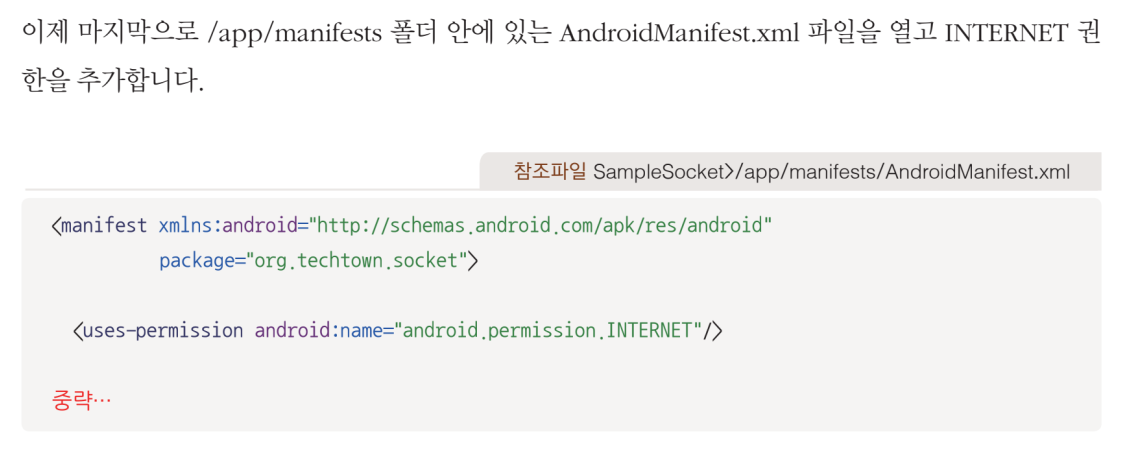 이제 마지막으로 /app/manifests 폴더 안에 있는 AndroidManifest.xml 파일을 열고 INTERNET 권
한을 추가합니다.
참조파일 SampleSocket>/app/manifests/AndroidManifest.xml
<manifest xmlns:android="http://schemas.android.com/apk/res/android"
package="org.techtown.socket">
<uses-permission android:name="android.permission.INTERNET"/>
중략…